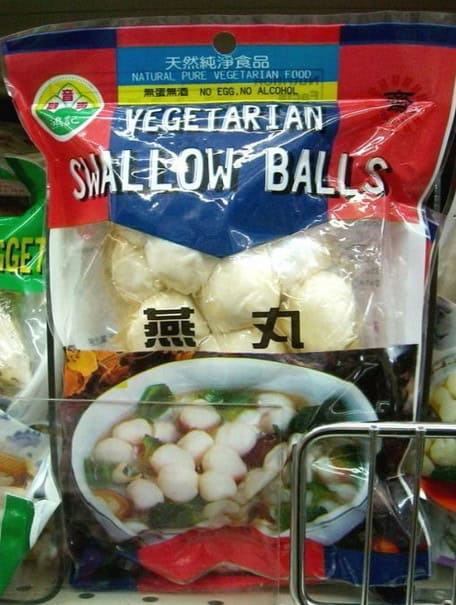 天然純淨食品
NATURAL PURE VEGETARIAN FOOD
無蛋無酒 NO EGG, NO ALCOHOL
VEGETARIAN
SWALLOW BALLS
燕丸
GGET